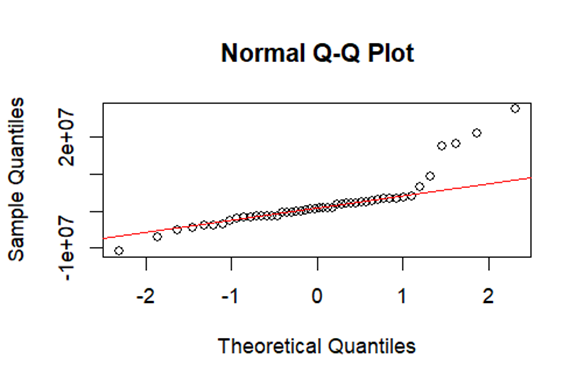 Normal Q-Q Plot
Sample Quantiles
2e+07
-1e+07
-2 -1 0 1 2
Theoretical Quantiles